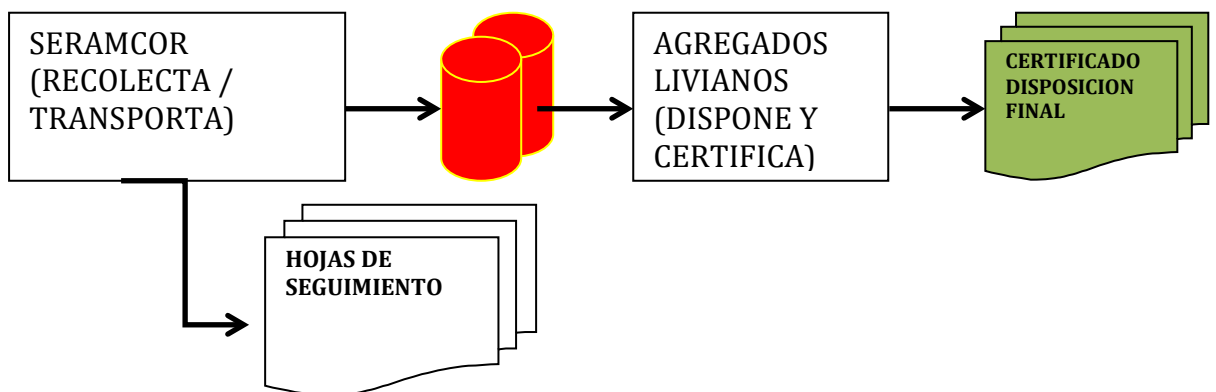 SERAMCOR
(RECOLECTA /
TRANSPORTA)
AGREGADOS
LIVIANOS
(DISPONE Y
CERTIFICA)
CERTIFICADO
DISPOSICION
FINAL
HOJAS DE
SEGUIMIENTO